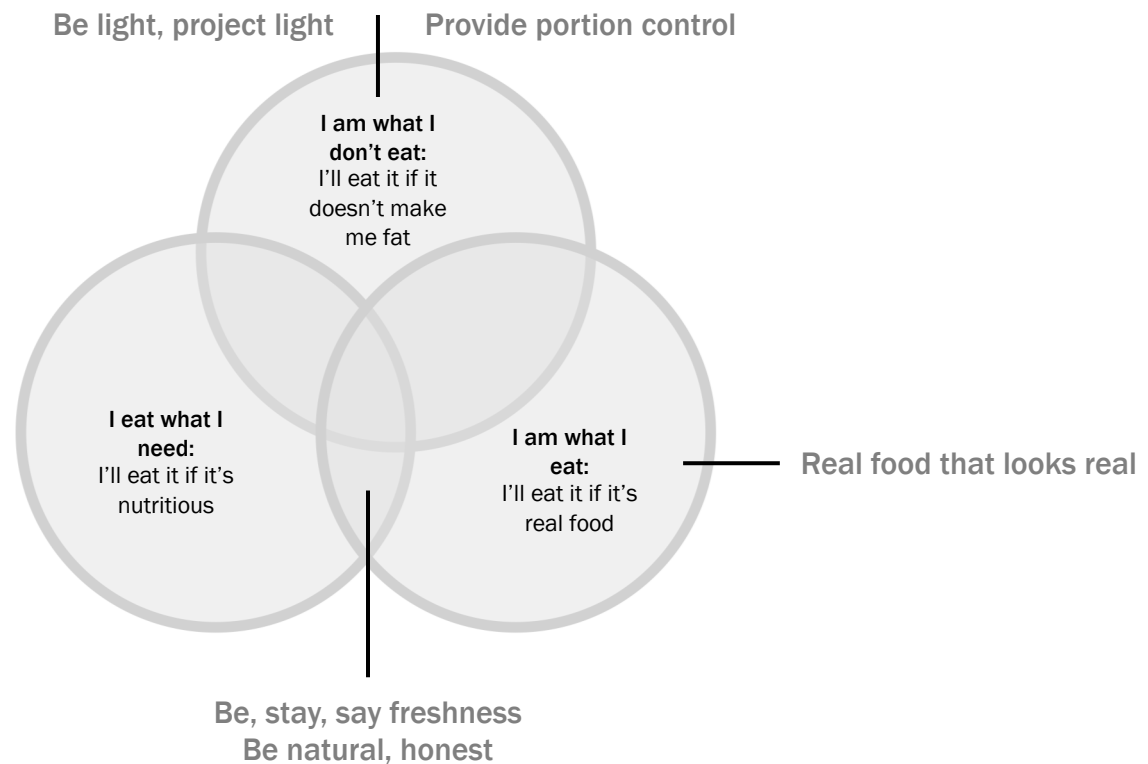 Be light, project light
Provide portion control
I am what I
don’t eat:
I’ll eat it if it
doesn’t make
me fat
I eat what I
need:
I’ll eat it if it’s
nutritious
I am what I
eat:
I’ll eat it if it’s
real food
Real food that looks real
Be, stay, say freshness
Be natural, honest